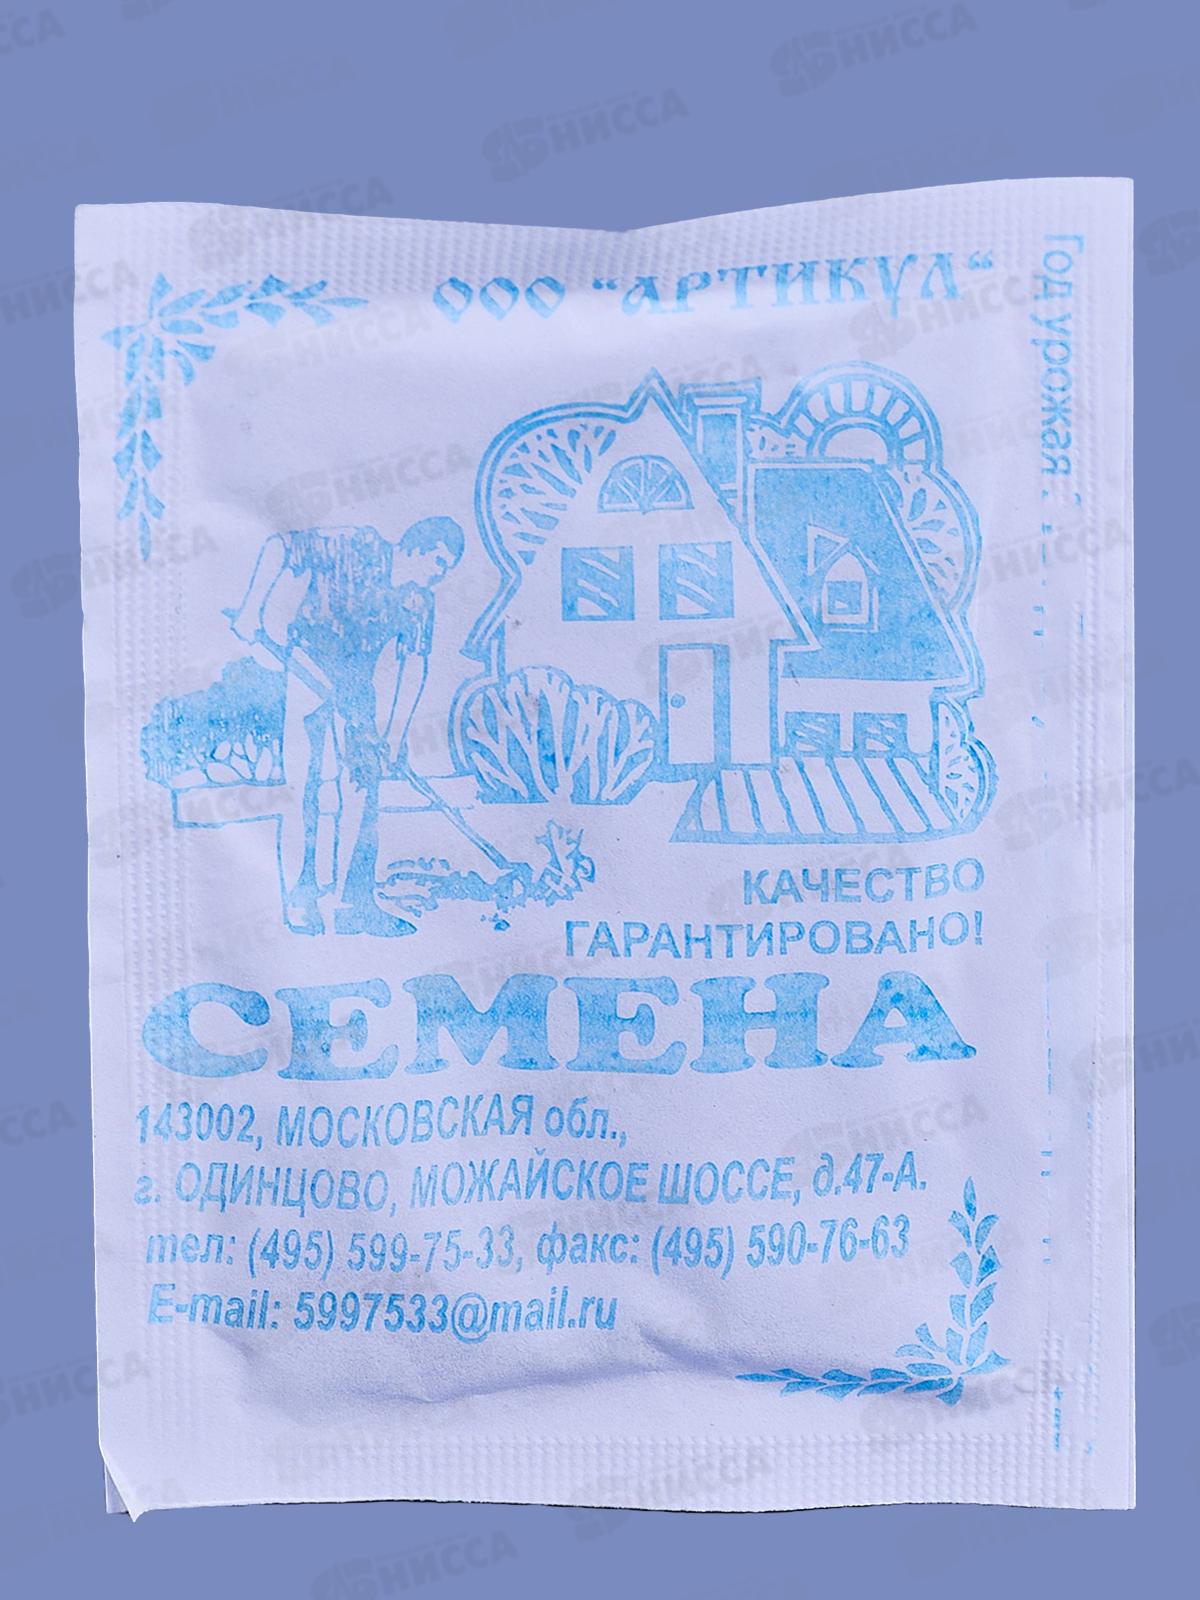 ООО "АРТИКУЛ"
Год урожая:
КАЧЕСТВО
ГАРАНТИРОВАНО!
СЕМЕНА
143002, МОСКОВСКАЯ обл.,
г. ОДИНЦОВО, МОЖАЙСКОЕ ШОССЕ, д.47-А.
тел: (495) 599-75-33, факс: (495) 590-76-63
E-mail: 5997533@mail.ru
НИССА